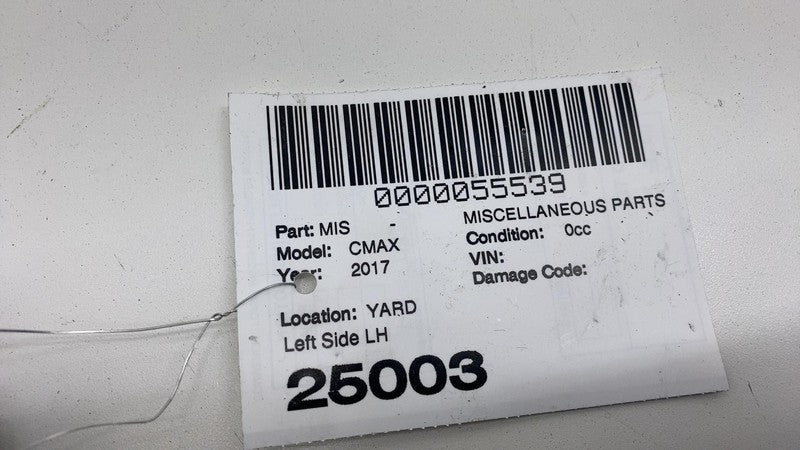 0000055539
Part: MIS - MISCELLANEOUS PARTS
Model: CMAX Condition: 0cc
Year: 2017 VIN:
Damage Code:
Location: YARD
Left Side LH
25003